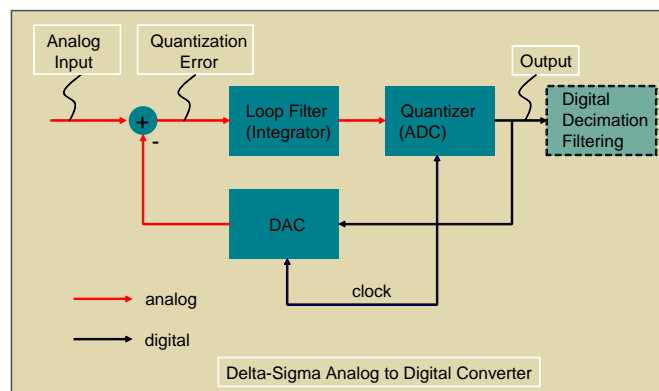 Analog
Input
Quantization
Error
Output
+
-
Loop Filter
(Integrator)
Quantizer
(ADC)
Digital
Decimation
Filtering
DAC
clock
analog
digital
Delta-Sigma Analog to Digital Converter